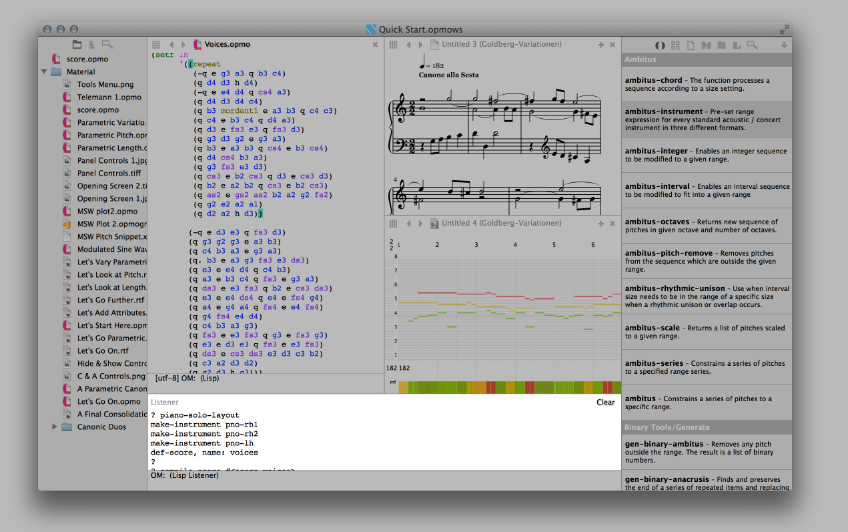 Quick Start.opmows
score.opmo
Material
Tools Menu.png
Telemann 1.opmo
score.opmo
Parametric Variatio.
Parametric Pitch.opr
Parametric Length.c
Panel Controls 1.jpg
Panel Controls.tiff
Opening Screen 2.ti
Opening Screen 1.jp
MSW plot2.opmo
MSW Plot 2.opmogr
MSW Pitch Snippet.x
Modulated Sine Wav
Let's Vary Parametri
Let's Look at Pitch.r
Let's Look at Length.
Let's Go Further.rtf
Let's Add Attributes.
Let's Start Here.opm
Let's Go Parametric.
Let's Go On.rtf
Hide & Show Contro
C & A Controls.png
A Parametric Canon
Let's Go On.opmo
A Final Consolidatio
Canonic Duos
Voices.opmo
(setf in
'((repeat
(-q e g3 a3 q b3 c4)
(q d4 d3 h d4)
(-q e e4 d4 q cs4 a3)
(q d4 d3 d4 c4)
(q b3 mordent1 e a3 b3 q c4 c3)
(q c4 e b3 c4 q d4 a3)
(q d3 e fs3 e3 q fs3 d3)
(q g3 d3 g2 e g3 a3)
(q b3 e a3 b3 q cs4 e b3 cs4)
(q d4 cs4 b3 a3)
(q g3 fs3 e3 d3)
(q cs3 e b2 cs3 q d3 e cs3 d3)
(q b2 e a2 b2 q cs3 e b2 cs3)
(q as2 e gs2 as2 b2 a2 g2 fs2)
(q g2 e2 a2 a1)
(q d2 a2 h d3))
(-q e d3 e3 q fs3 d3)
(q g3 g2 g3 e a3 b3)
(q c4 b3 a3 e g3 a3)
(q. b3 e a3 g3 fs3 e3 ds3)
(q e3 e e4 d4 q c4 b3)
(q a3 e b3 c4 q fs3 e g3 a3)
(q ds3 e e3 fs3 q b2 e cs3 ds3)
(q e3 e e4 ds4 q e4 e fs4 g4)
(q a4 e g4 a4 q fs4 e e4 fs4)
(q g4 fs4 e4 d4)
(q c4 b3 a3 g3)
(q fs3 e e3 fs3 q g3 e fs3 g3)
(q e3 e d3 e3 q fs3 e e3 fs3)
(q ds3 e cs3 ds3 e3 d3 c3 b2)
(q c3 a2 d3 d2)
[utf-8] OM: (Lisp)
Untitled 3 (Goldberg-Variationen)
= 182
Canone alla Sesta
4
Untitled 4 (Goldberg-Variationen)
2
2
1 2 3 4 5 6
8
7
6
5
4
3
2
1
182 182
mf
Listener
Clear
? piano-solo-layout
make-instrument pno-rh1
make-instrument pno-rh2
make-instrument pno-lh
def-score, name: voices
?
OM: (Lisp Listener)
Ambitus
ambitus-chord – The function processes a
sequence according to a size setting.
ambitus-instrument – Pre-set range
expression for every standard acoustic / concert
instrument in three different formats.
ambitus-integer – Enables an integer sequence
to be modified to a given range.
ambitus-interval – Enables an interval sequence
to be modified to fit into a given range
ambitus-octaves – Returns new sequence of
pitches in given octave and number of octaves.
ambitus-pitch-remove – Removes pitches
from the sequence which are outside the given
range.
ambitus-rhythmic-unison – Use when interval
size needs to be in the range of a specific size
when a rhythmic unison or overlap occurs.
ambitus-scale – Returns a list of pitches scaled
to a given range.
ambitus-series – Constrains a series of pitches
to a specified range series.
ambitus – Constrains a series of pitches to a
specific range.
Binary Tools/Generate
gen-binary-ambitus – Removes any pitch
outside the range. The result is a list of binary
numbers.
gen-binary-anacrusis – Finds and preserves
the end of a series of repeated items and replacing